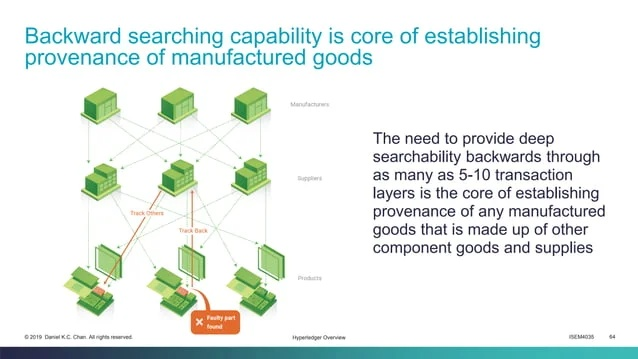 Backward searching capability is core of establishing
provenance of manufactured goods
Manufacturers
Suppliers
Track Others
Track Back
Products
Faulty part
found
The need to provide deep
searchability backwards through
as many as 5-10 transaction
layers is the core of establishing
provenance of any manufactured
goods that is made up of other
component goods and supplies
© 2019 Daniel K.C. Chan. All rights reserved.
Hyperledger Overview
ISEM4035
64